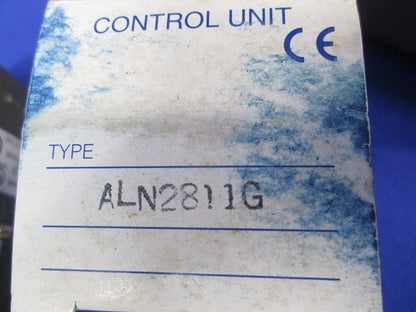 CONTROL UNIT
CE
TYPE
ALN2811G